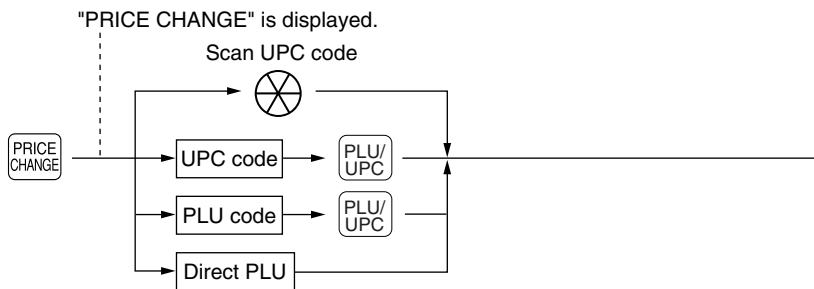 "PRICE CHANGE" is displayed.
Scan UPC code
PRICE
CHANGE
UPC code
PLU/
UPC
PLU code
PLU/
UPC
Direct PLU